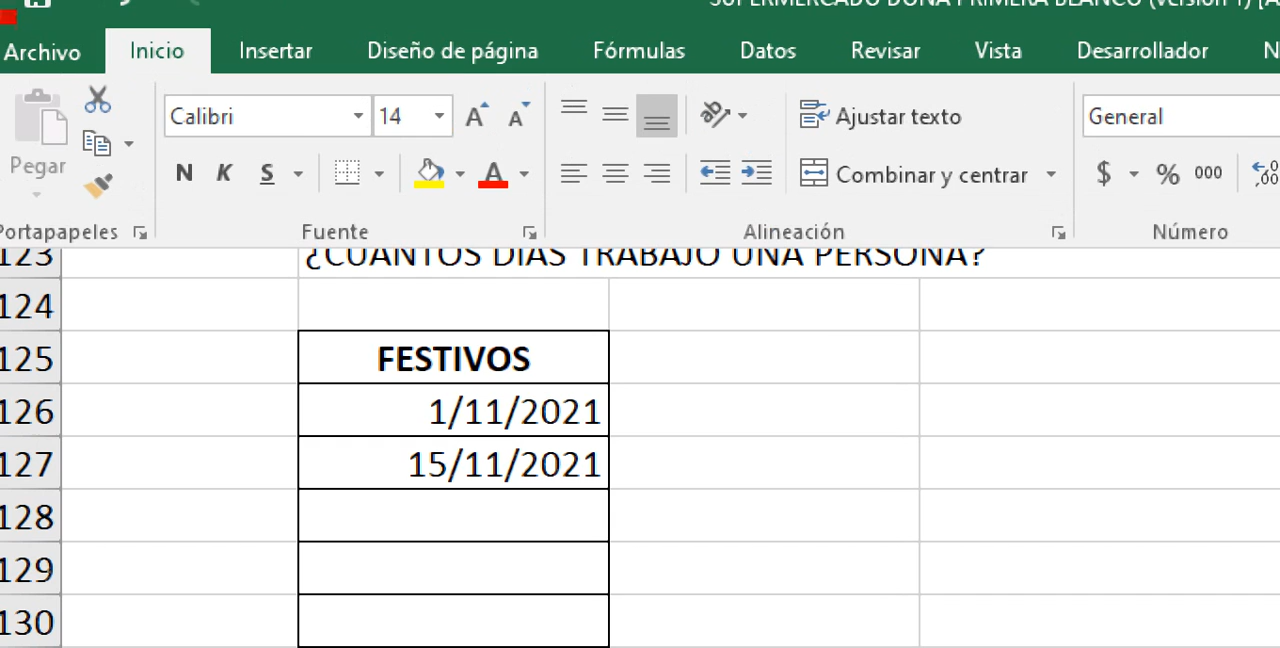 Archivo Inicio Insertar Diseño de página Fórmulas Datos Revisar Vista Desarrollador
Calibri 14 Ajustar texto General
Pegar N K S A Combinar y centrar $ % 000
Portapapeles Fuente Alineación Número
123 ¿CUANTOS DIAS TRABAJO UNA PERSONA?
124
125 FESTIVOS
126 1/11/2021
127 15/11/2021
128
129
130